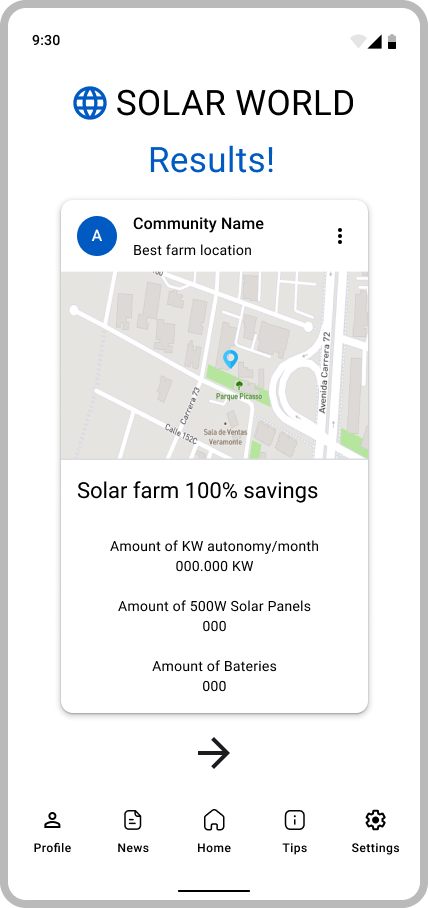 9:30
SOLAR WORLD
Results!
A
Community Name
Best farm location
Avenida Carrera 72
Parque Picasso
Carrera 73
Calle 152C
Sala de Ventas
Veramonte
Solar farm 100% savings
Amount of KW autonomy/month
000.000 KW
Amount of 500W Solar Panels
000
Amount of Bateries
000
Profile
News
Home
Tips
Settings